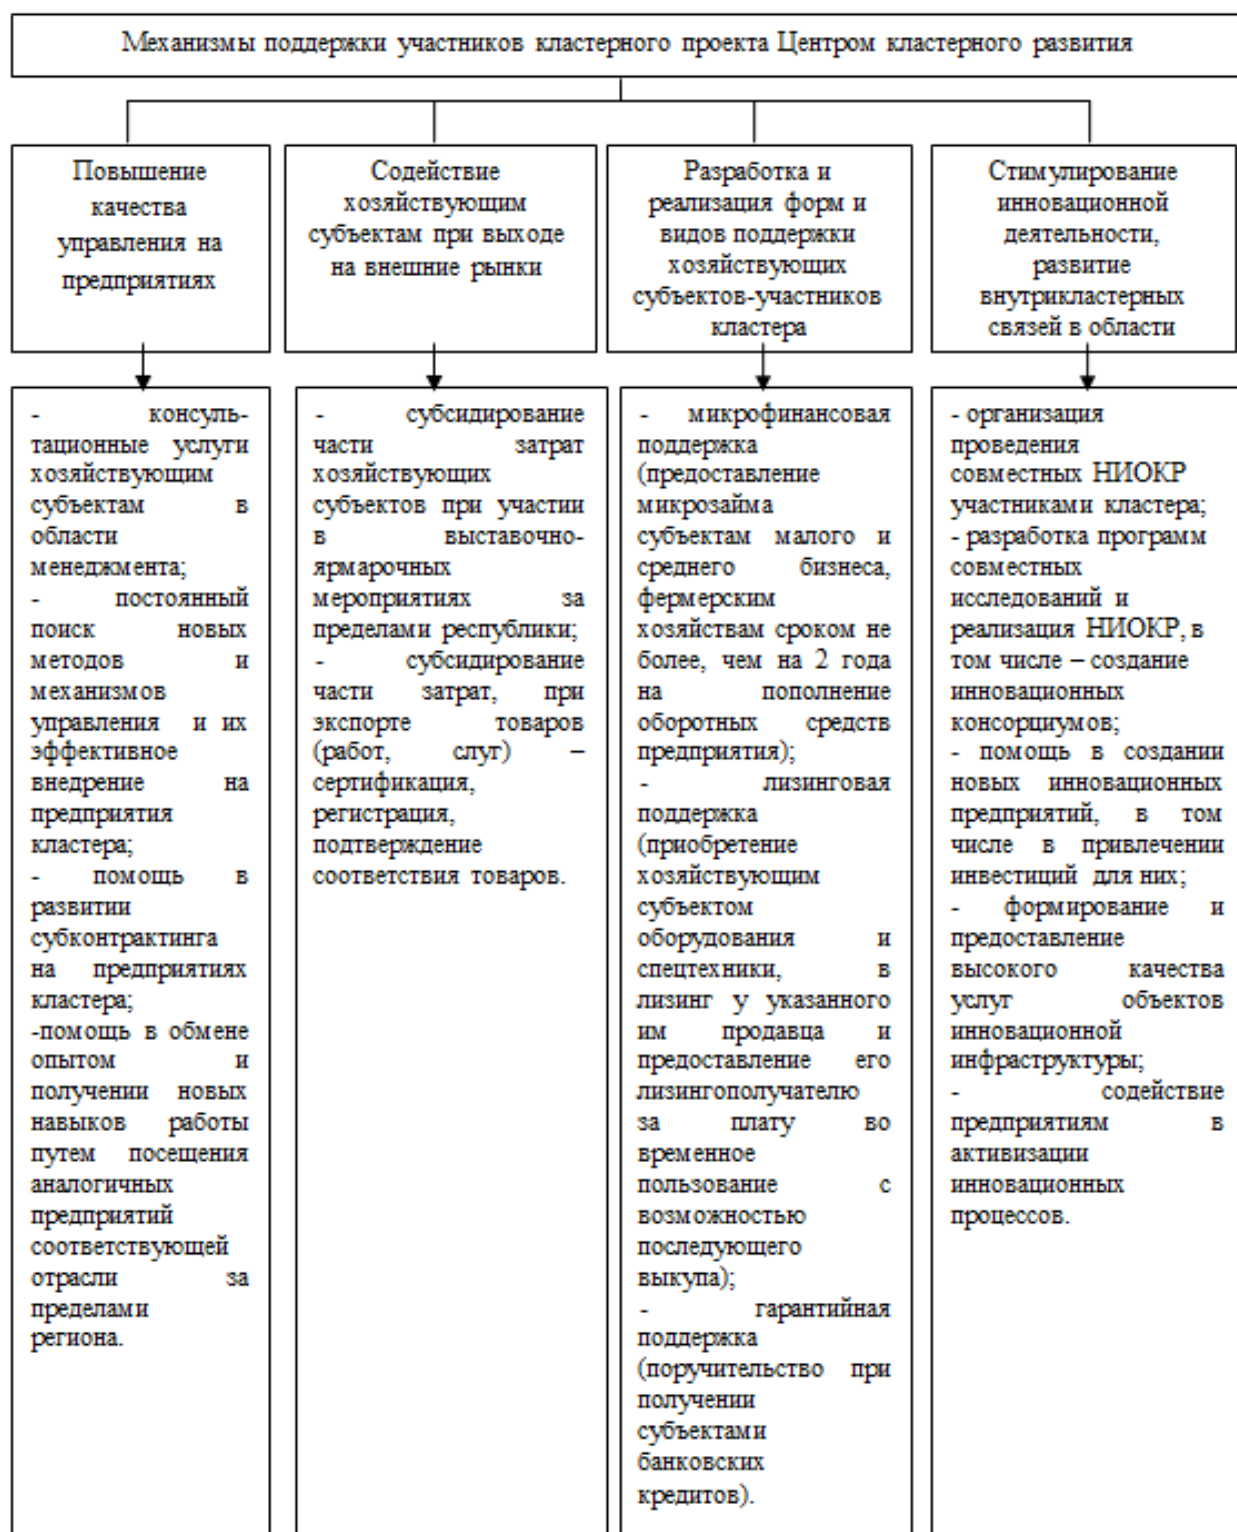 Механизмы поддержки участников кластерного проекта Центром кластерного развития
Повышение
качества
управления на
предприятиях
Содействие
хозяйствующим
субъектам при выходе
на внешние рынки
Разработка и
реализация форм и
видов поддержки
хозяйствующих
субъектов-участников
кластера
Стимулирование
инновационной
деятельности,
развитие
внутрикластерных
связей в области
- консуль-
тационные услуги
хозяйствующим
субъектам в
области
менеджмента;
- постоянный
поиск новых
методов и
механизмов
управления и их
эффективное
внедрение на
предприятия
кластера;
- помощь в
развитии
субконтрактинга
на предприятиях
кластера;
-помощь в обмене
опытом и
получении новых
навыков работы
путем посещения
аналогичных
предприятий
соответствующей
отрасли за
пределами
региона.
- субсидирование
части затрат
хозяйствующих
субъектов при участии
в выставочно-
ярмарочных
мероприятиях за
пределами республики;
- субсидирование
части затрат, при
экспорте товаров
(работ, слуг) –
сертификация,
регистрация,
подтверждение
соответствия товаров.
- микрофинансовая
поддержка
(предоставление
микрозайма
субъектам малого и
среднего бизнеса,
фермерским
хозяйствам сроком не
более, чем на 2 года
на пополнение
оборотных средств
предприятия);
- лизинговая
поддержка
(приобретение
хозяйствующим
субъектом
оборудования и
спецтехники, в
лизинг у указанного
им продавца и
предоставление его
лизингополучателю
за плату во
временное
пользование с
возможностью
последующего
выкупа);
- гарантийная
поддержка
(поручительство при
получении
субъектами
банковских
кредитов).
- организация
проведения
совместных НИОКР
участниками кластера;
- разработка программ
совместных
исследований и
реализация НИОКР, в
том числе – создание
инновационных
консорциумов;
- помощь в создании
новых инновационных
предприятий, в том
числе в привлечении
инвестиций для них;
- формирование и
предоставление
высокого качества
услуг объектов
инновационной
инфраструктуры;
- содействие
предприятиям в
активизации
инновационных
процессов.